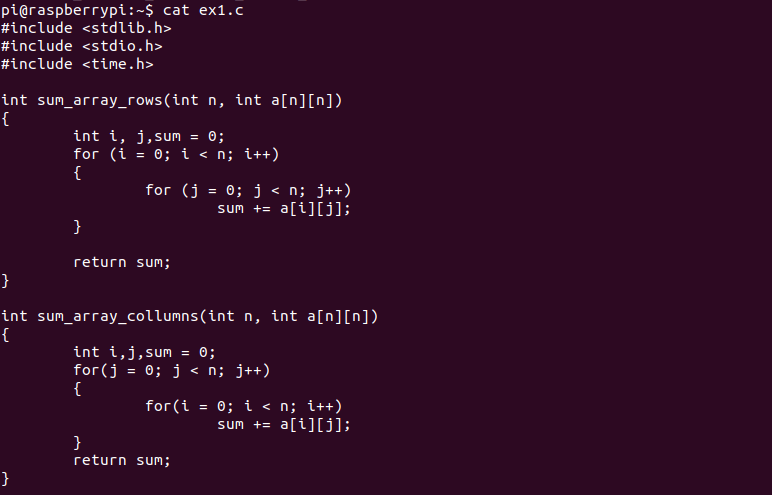 pi@raspberrypi:~$ cat ex1.c
#include <stdlib.h>
#include <stdio.h>
#include <time.h>

int sum_array_rows(int n, int a[n][n])
{
        int i, j,sum = 0;
        for (i = 0; i < n; i++)
        {
                for (j = 0; j < n; j++)
                        sum += a[i][j];
        }

        return sum;
}

int sum_array_collumns(int n, int a[n][n])
{
        int i,j,sum = 0;
        for(j = 0; j < n; j++)
        {
                for(i = 0; i < n; i++)
                        sum += a[i][j];
        }
        return sum;
}